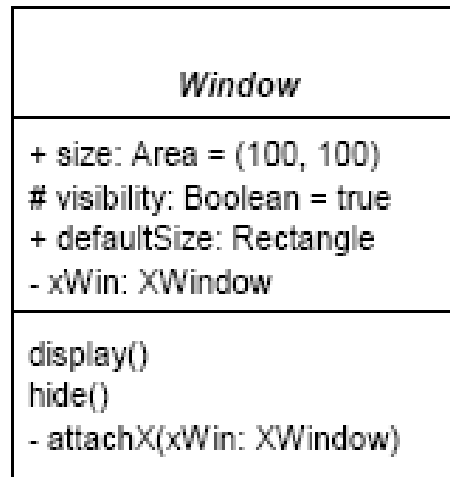 Window
+ size: Area = (100, 100)
# visibility: Boolean = true
+ defaultSize: Rectangle
- xWin: XWindow
display()
hide()
- attachX(xWin: XWindow)